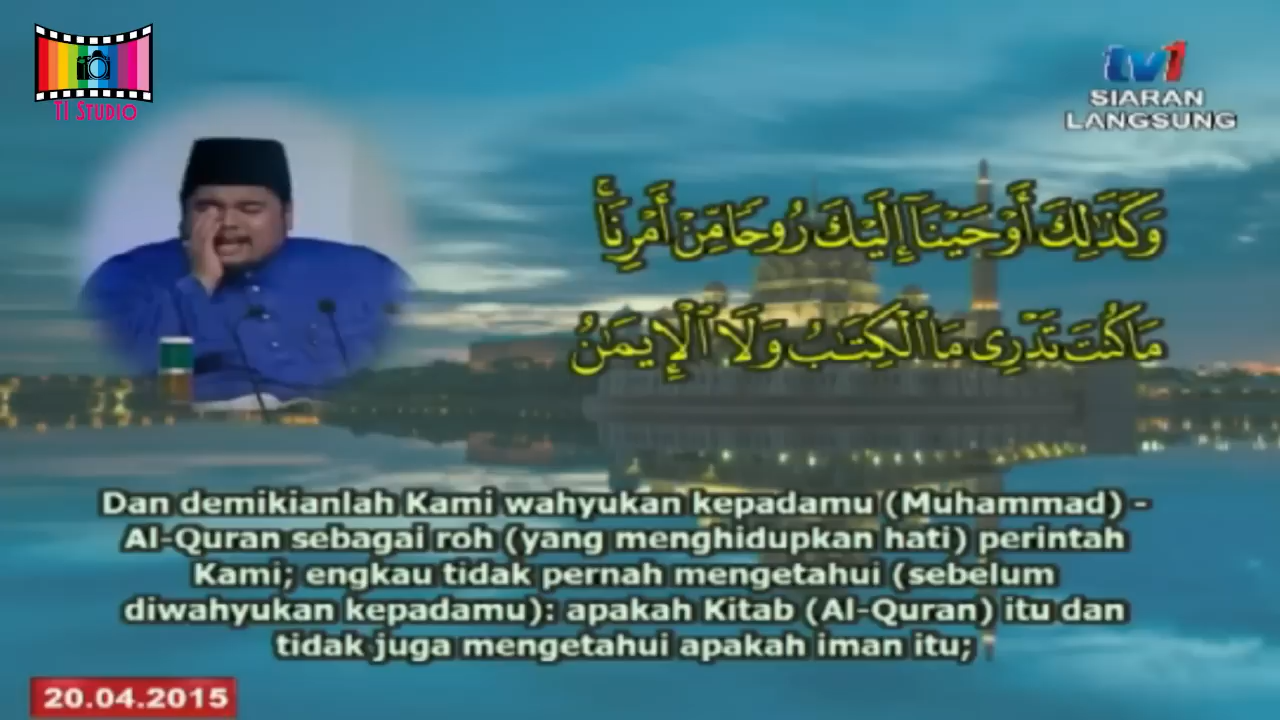 TI STUDIO
tv1
SIARAN
LANGSUNG
وَكَذَٰلِكَ أَوْحَيْنَآ إِلَيْكَ رُوحًا مِّنْ أَمْرِنَا ۚ
مَا كُنتَ تَدْرِى مَا ٱلْكِتَـٰبُ وَلَا ٱلْإِيمَـٰنُ
Dan demikianlah Kami wahyukan kepadamu (Muhammad) -
Al-Quran sebagai roh (yang menghidupkan hati) perintah
Kami; engkau tidak pernah mengetahui (sebelum
diwahyukan kepadamu): apakah Kitab (Al-Quran) itu dan
tidak juga mengetahui apakah iman itu;
20.04.2015